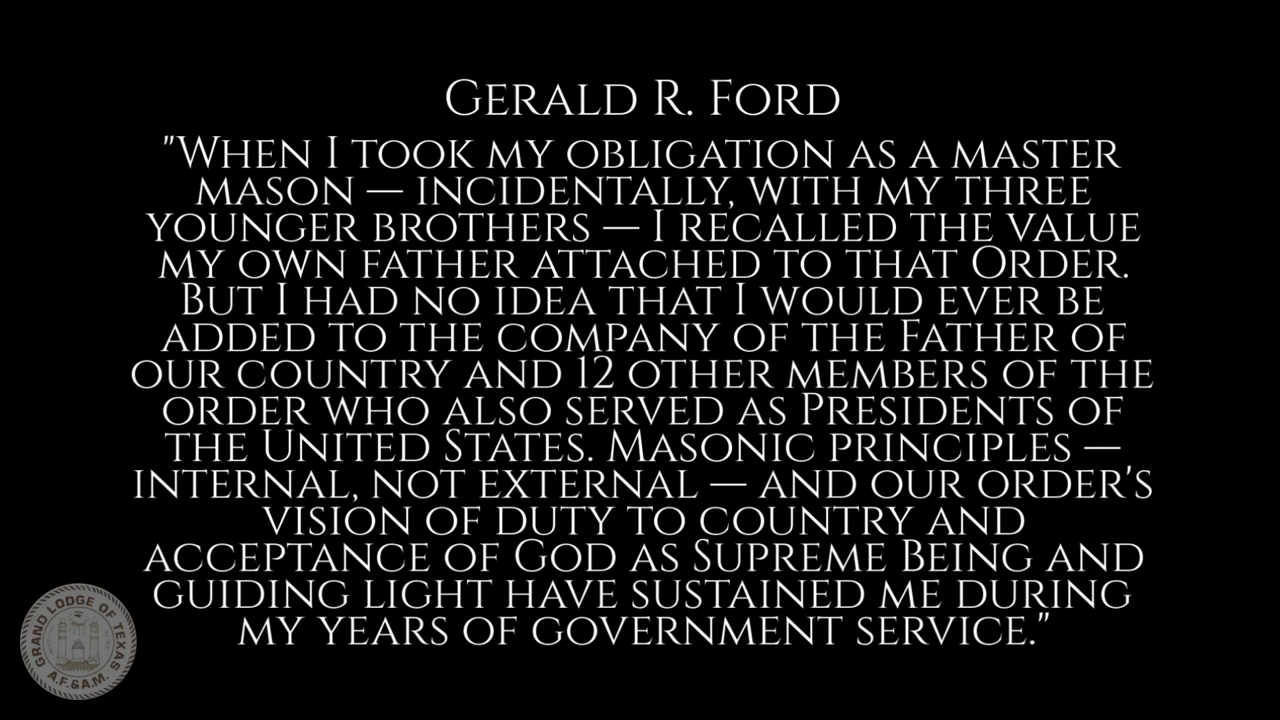 Gerald R. Ford
"When I took my obligation as a master
mason — incidentally, with my three
younger brothers — I recalled the value
my own father attached to that Order.
But I had no idea that I would ever be
added to the company of the Father of
our country and 12 other members of the
order who also served as Presidents of
the United States. Masonic principles —
internal, not external — and our order's
vision of duty to country and
acceptance of God as Supreme Being and
guiding light have sustained me during
my years of government service."
GRAND LODGE OF TEXAS
A.F.&A.M.